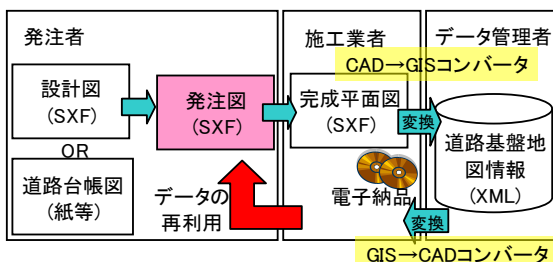 発注者
施工業者
データ管理者
CAD→GISコンバータ
設計図
(SXF)
OR
道路台帳図
(紙等)
発注図
(SXF)
完成平面図
(SXF)
変換
道路基盤地
図情報
(XML)
データの
再利用
電子納品
変換
GIS→CADコンバータ